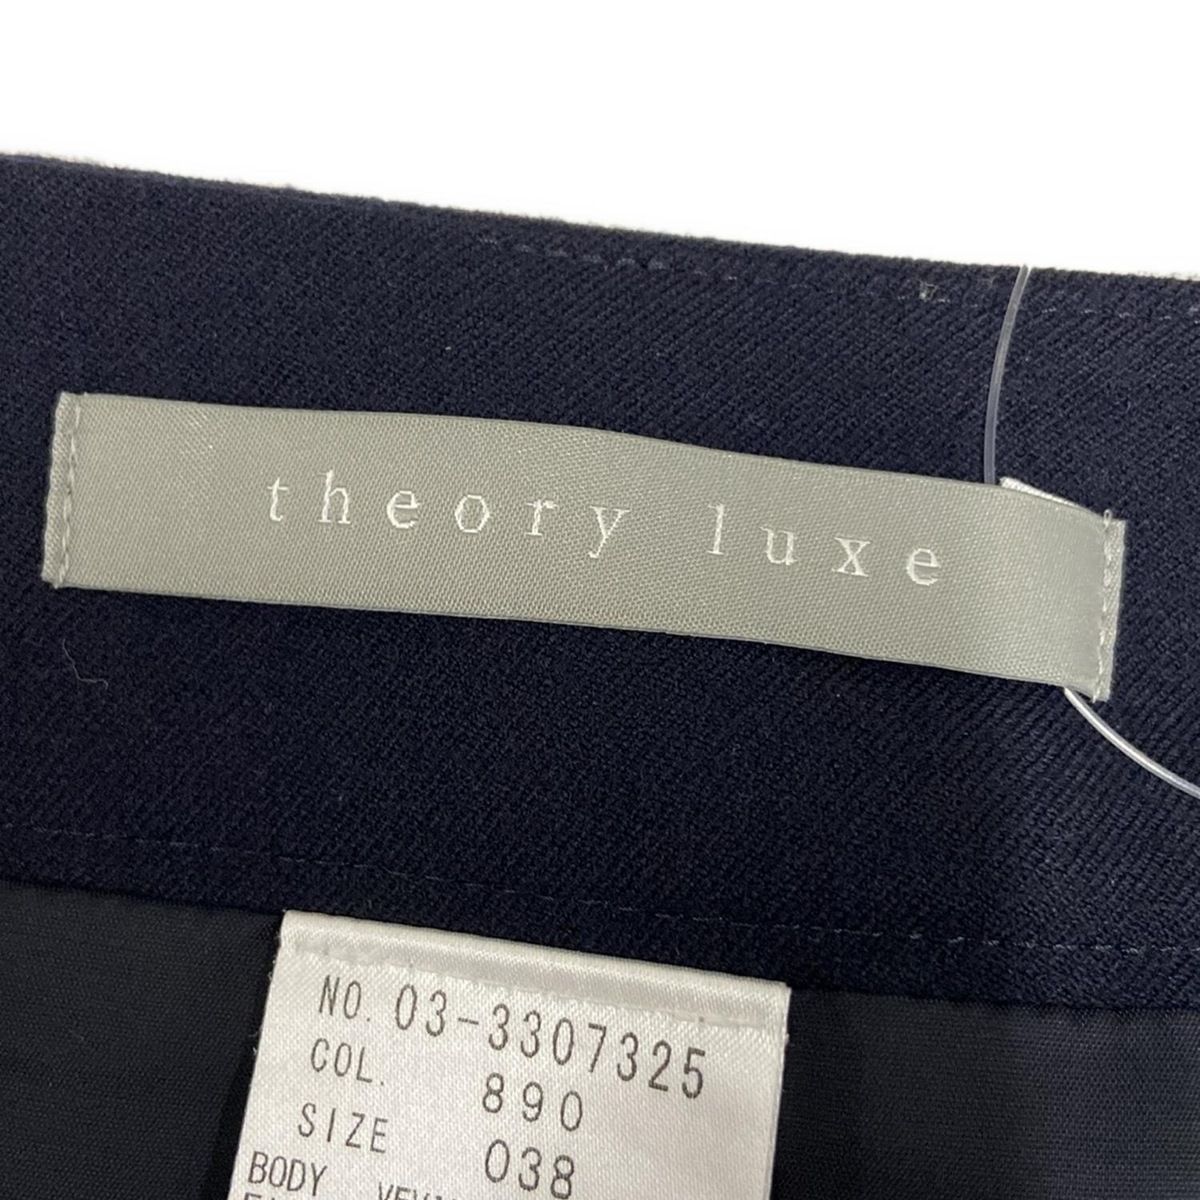 theory luxe
NO. 03-3307325
COL. 890
SIZE 038
BODY